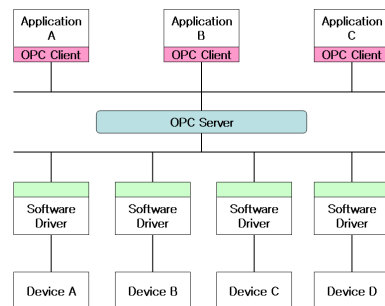 Application
A
OPC Client
Application
B
OPC Client
Application
C
OPC Client
OPC Server
Software
Driver
Software
Driver
Software
Driver
Software
Driver
Device A
Device B
Device C
Device D